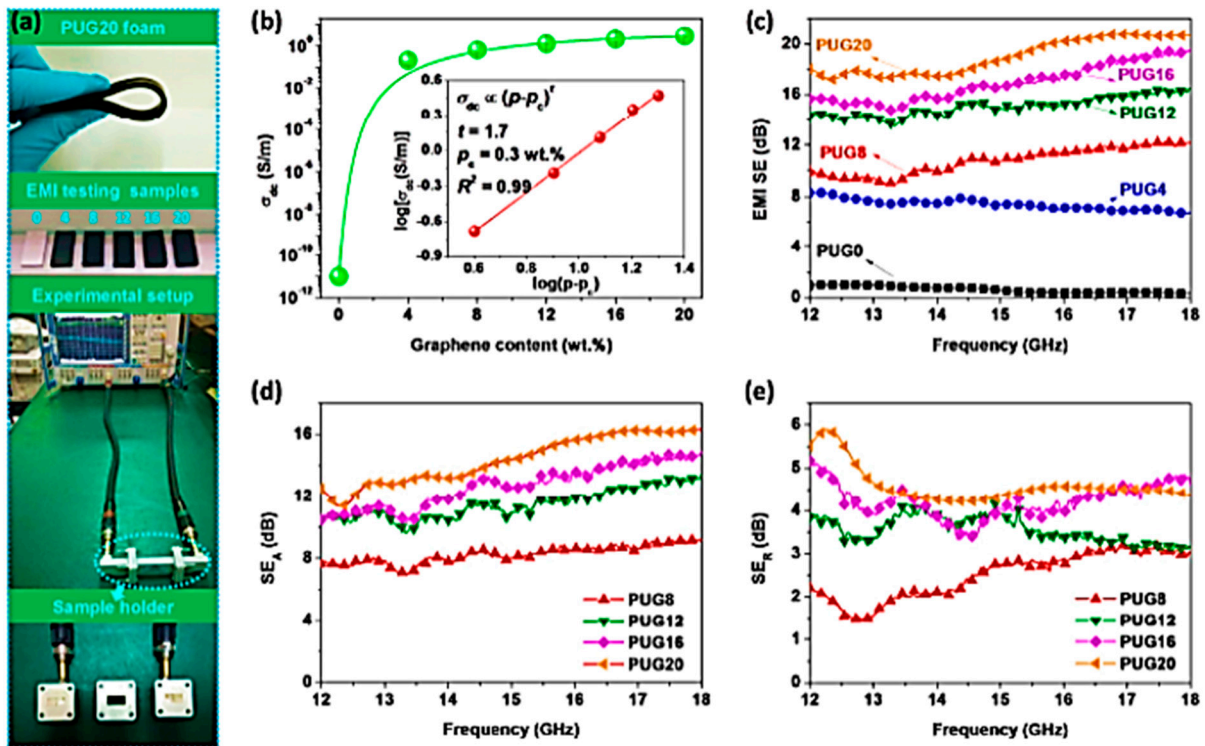 (a)
PUG20 foam
EMI testing samples
0 4 8 12 16 20
Experimental setup
Sample holder
(b)
10⁰
10⁻²
10⁻⁴
10⁻⁶
10⁻⁸
10⁻¹⁰
10⁻¹²
σdc (S/m)
0 4 8 12 16 20
Graphene content (wt.%)
σdc ∝ (p-pc)ᵗ
t = 1.7
pc = 0.3 wt.%
R² = 0.99
0.6
0.3
0.0
-0.3
-0.6
-0.9
log[σdc(S/m)]
0.6 0.8 1.0 1.2 1.4
log(p-pc)
(c)
20
16
12
8
4
0
EMI SE (dB)
PUG20
PUG16
PUG12
PUG8
PUG4
PUG0
12 13 14 15 16 17 18
Frequency (GHz)
(d)
16
12
8
4
0
SEA (dB)
PUG8
PUG12
PUG16
PUG20
12 13 14 15 16 17 18
Frequency (GHz)
(e)
6
5
4
3
2
1
0
SER (dB)
PUG8
PUG12
PUG16
PUG20
12 13 14 15 16 17 18
Frequency (GHz)